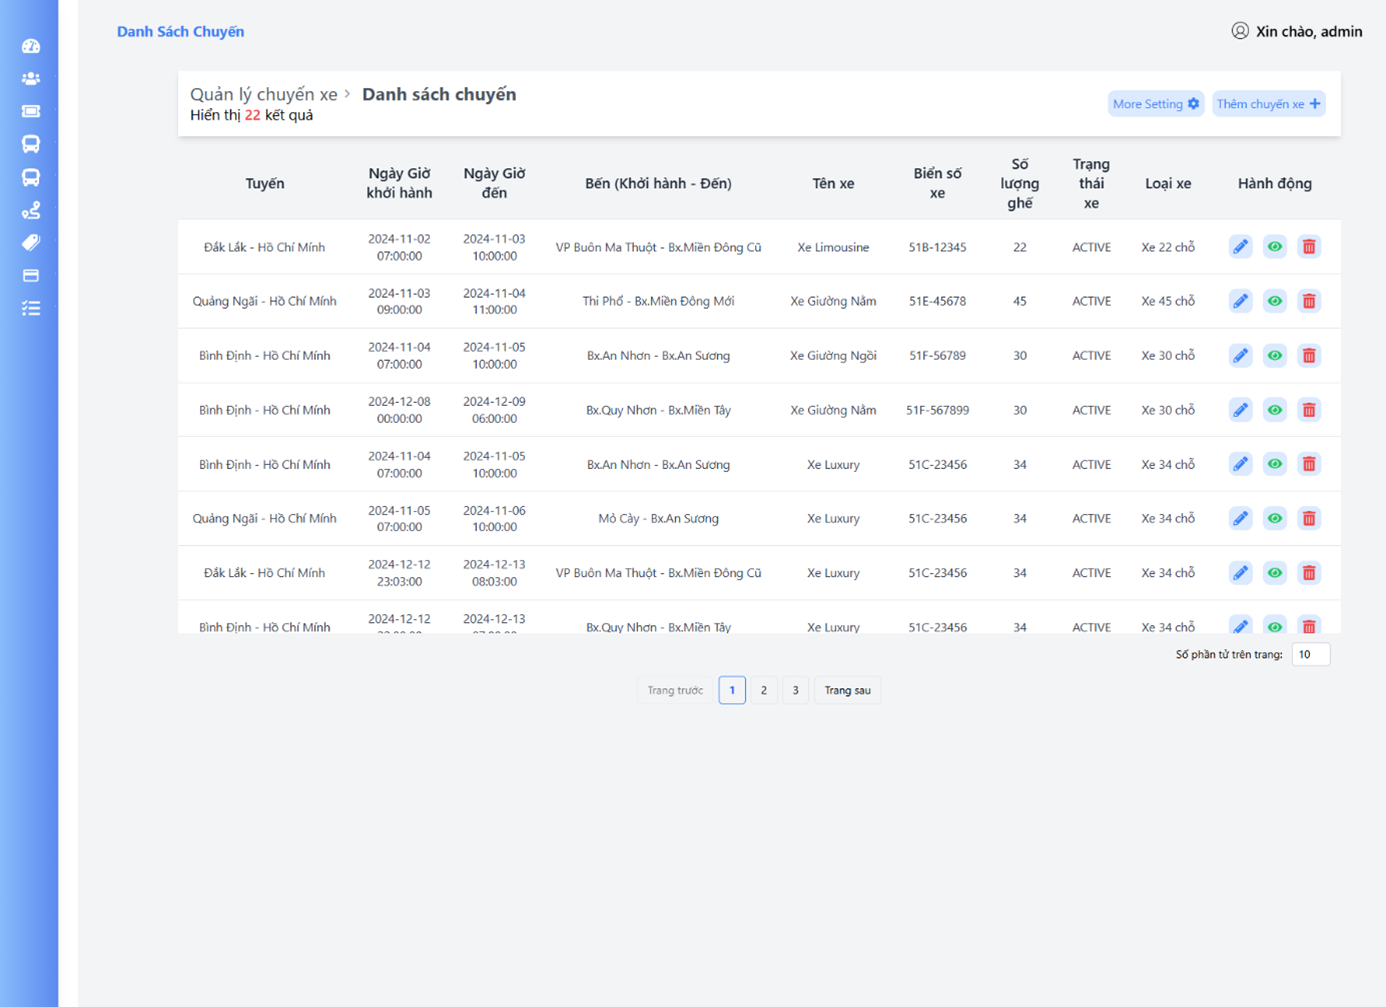 Danh Sách Chuyến
Xin chào, admin
Quản lý chuyến xe > Danh sách chuyến
Hiển thị 22 kết quả
More Setting
Thêm chuyến xe +
Tuyến Ngày Giờ khởi hành Ngày Giờ đến Bến (Khởi hành - Đến) Tên xe Biển số xe Số lượng ghế Trạng thái xe Loại xe Hành động
Đắk Lắk - Hồ Chí Minh 2024-11-02 07:00:00 2024-11-03 10:00:00 VP Buôn Ma Thuột - Bx.Miền Đông Cũ Xe Limousine 51B-12345 22 ACTIVE Xe 22 chỗ
Quảng Ngãi - Hồ Chí Minh 2024-11-03 09:00:00 2024-11-04 11:00:00 Thi Phổ - Bx.Miền Đông Mới Xe Giường Nằm 51E-45678 45 ACTIVE Xe 45 chỗ
Bình Định - Hồ Chí Minh 2024-11-04 07:00:00 2024-11-05 10:00:00 Bx.An Nhơn - Bx.An Sương Xe Giường Ngồi 51F-56789 30 ACTIVE Xe 30 chỗ
Bình Định - Hồ Chí Minh 2024-12-08 00:00:00 2024-12-09 06:00:00 Bx.Quy Nhơn - Bx.Miền Tây Xe Giường Nằm 51F-567899 30 ACTIVE Xe 30 chỗ
Bình Định - Hồ Chí Minh 2024-11-04 07:00:00 2024-11-05 10:00:00 Bx.An Nhơn - Bx.An Sương Xe Luxury 51C-23456 34 ACTIVE Xe 34 chỗ
Quảng Ngãi - Hồ Chí Minh 2024-11-05 07:00:00 2024-11-06 10:00:00 Mỏ Cày - Bx.An Sương Xe Luxury 51C-23456 34 ACTIVE Xe 34 chỗ
Đắk Lắk - Hồ Chí Minh 2024-12-12 23:03:00 2024-12-13 08:03:00 VP Buôn Ma Thuột - Bx.Miền Đông Cũ Xe Luxury 51C-23456 34 ACTIVE Xe 34 chỗ
Bình Định - Hồ Chí Minh 2024-12-12 2024-12-13 Bx.Quy Nhơn - Bx.Miền Tây Xe Luxury 51C-23456 34 ACTIVE Xe 34 chỗ
Số phần tử trên trang: 10
Trang trước 1 2 3 Trang sau